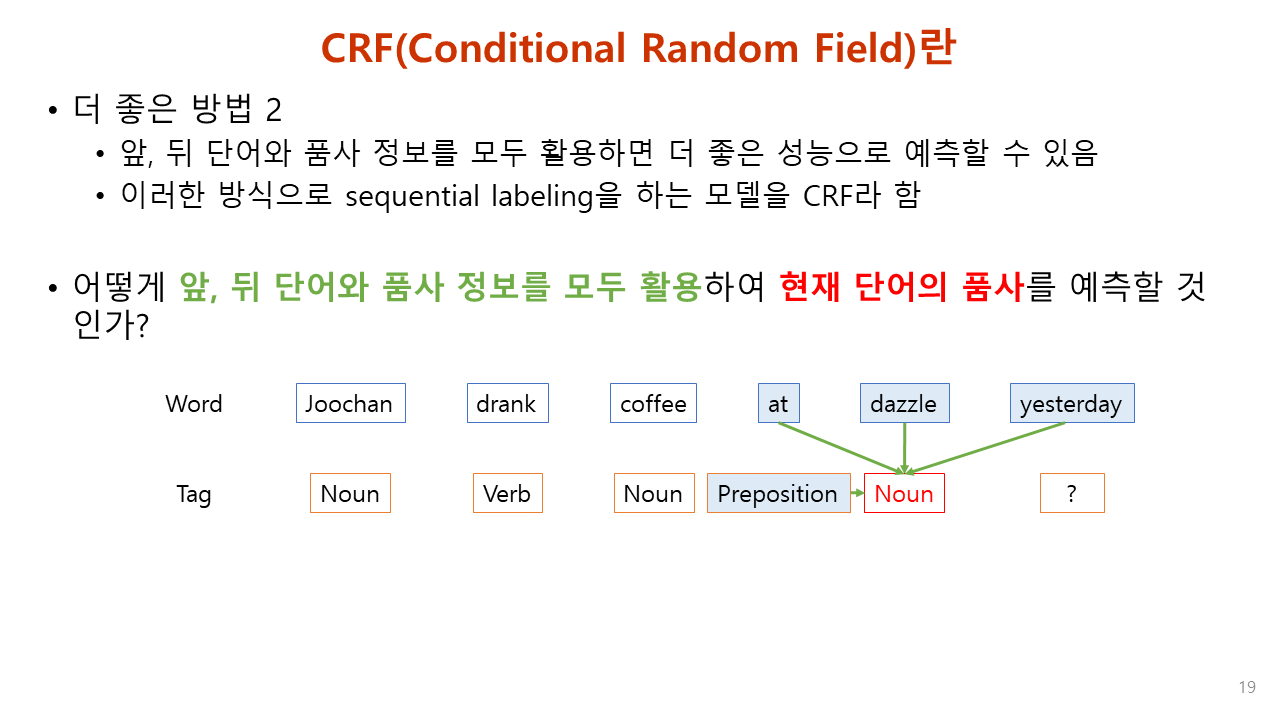 CRF(Conditional Random Field)란
• 더 좋은 방법 2
• 앞, 뒤 단어와 품사 정보를 모두 활용하면 더 좋은 성능으로 예측할 수 있음
• 이러한 방식으로 sequential labeling을 하는 모델을 CRF라 함
• 어떻게 앞, 뒤 단어와 품사 정보를 모두 활용하여 현재 단어의 품사를 예측할 것
인가?
Word Joochan drank coffee at dazzle yesterday
Tag Noun Verb Noun Preposition Noun ?
19